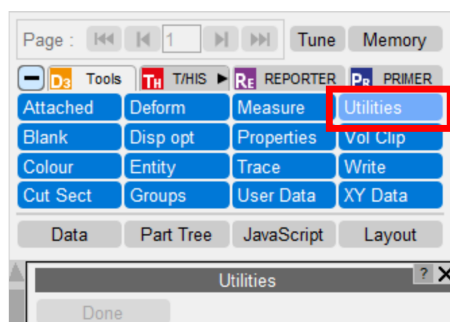 Page : 1 Tune Memory
D3 Tools TH T/HIS RE REPORTER PR PRIMER
Attached Deform Measure Utilities
Blank Disp opt Properties Vol Clip
Colour Entity Trace Write
Cut Sect Groups User Data XY Data
Data Part Tree JavaScript Layout
Utilities ? X
Done